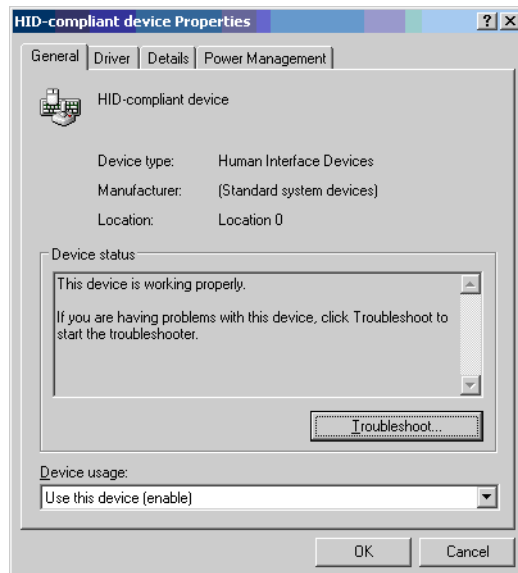 HID-compliant device Properties
General Driver Details Power Management
HID-compliant device
Device type: Human Interface Devices
Manufacturer: (Standard system devices)
Location: Location 0
Device status
This device is working properly.
If you are having problems with this device, click Troubleshoot to
start the troubleshooter.
Troubleshoot...
Device usage:
Use this device (enable)
OK Cancel